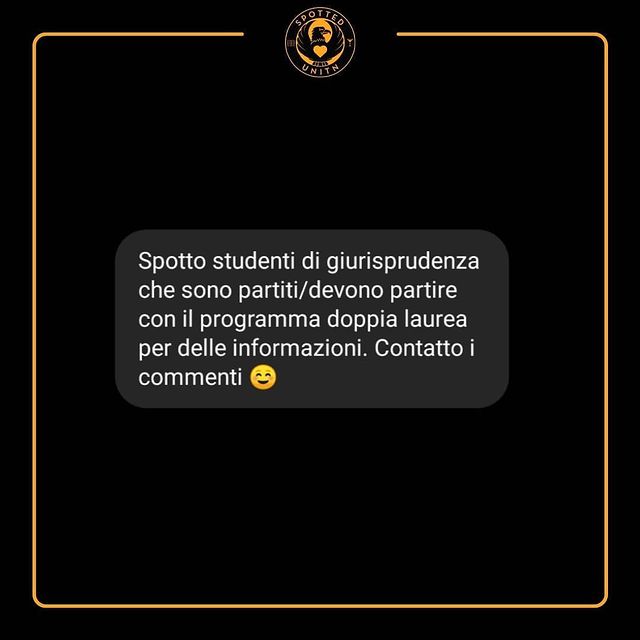 SPOTTED
UNITN
Spotto studenti di giurisprudenza
che sono partiti/devono partire
con il programma doppia laurea
per delle informazioni. Contatto i
commenti 😊